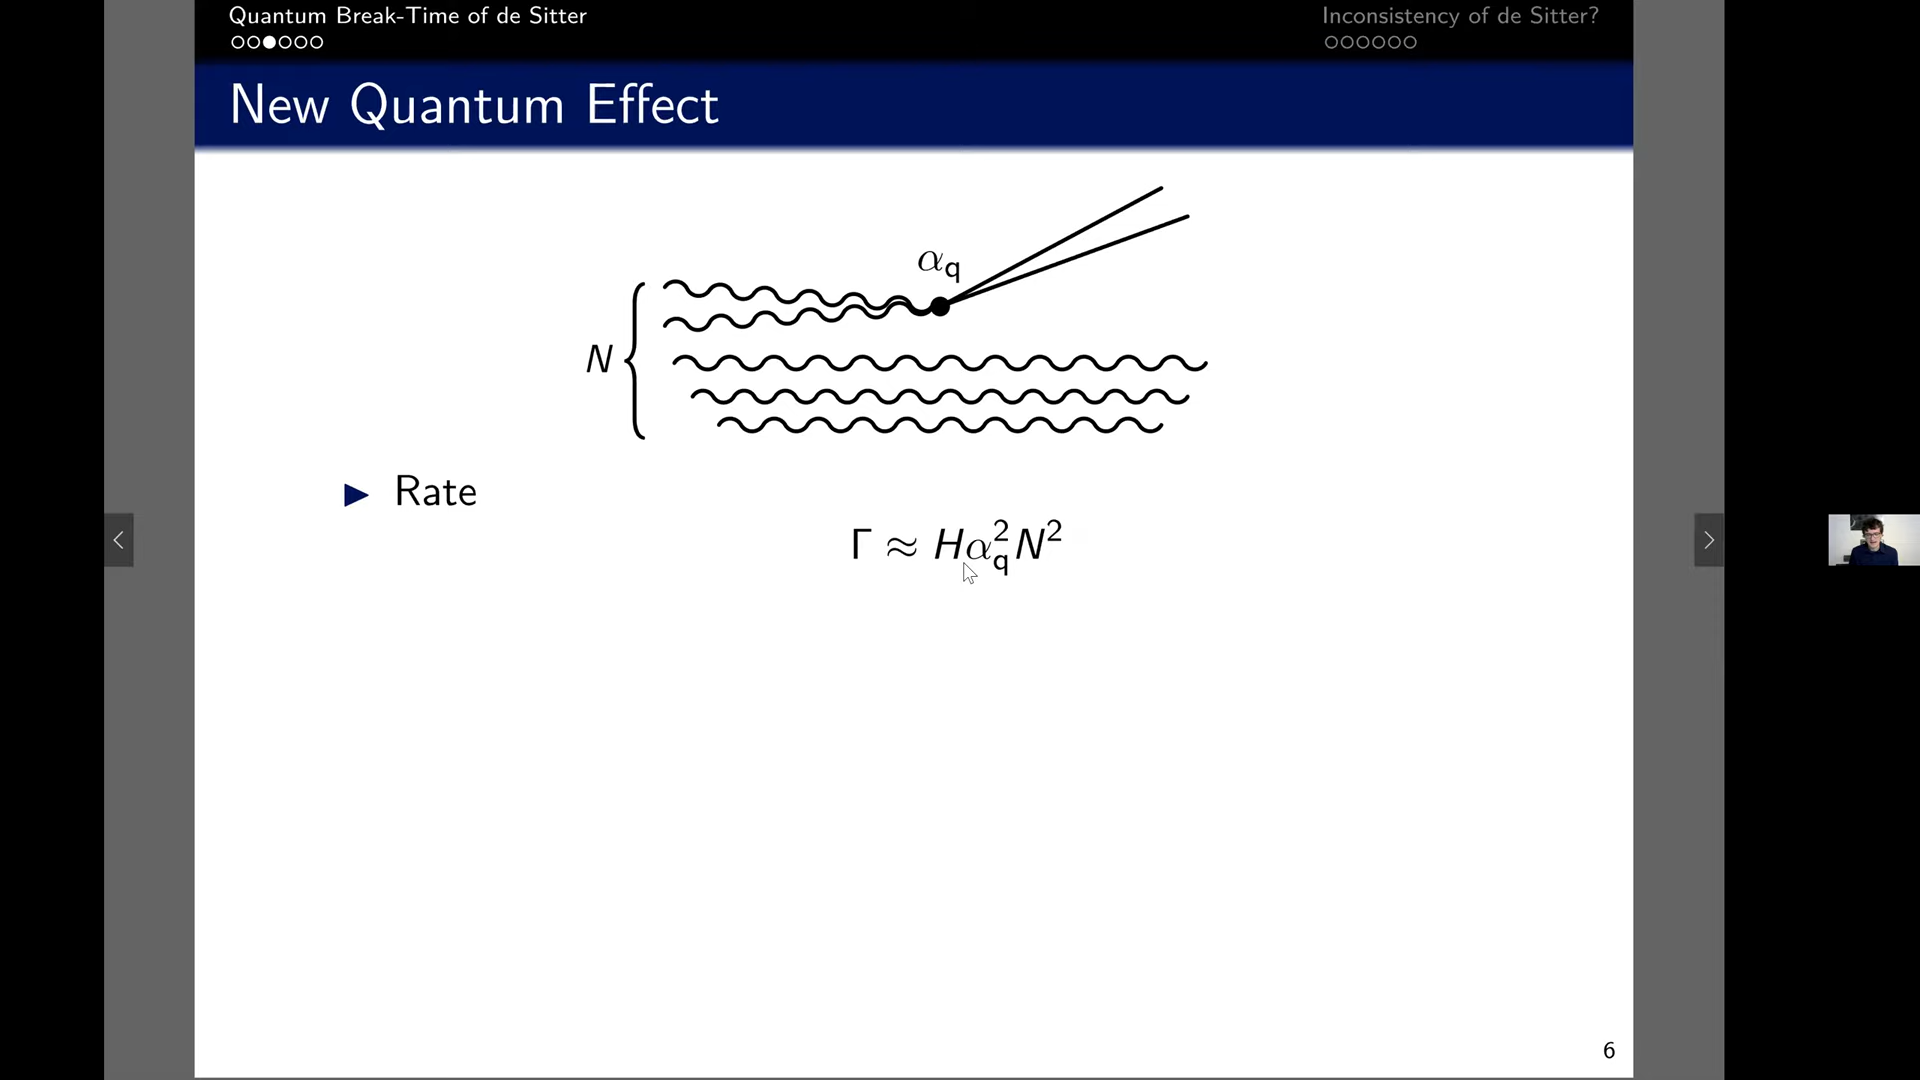 Quantum Break-Time of de Sitter
Inconsistency of de Sitter?
New Quantum Effect
α_q
N
Rate
Γ ≈ Hα_q^2 N^2
6